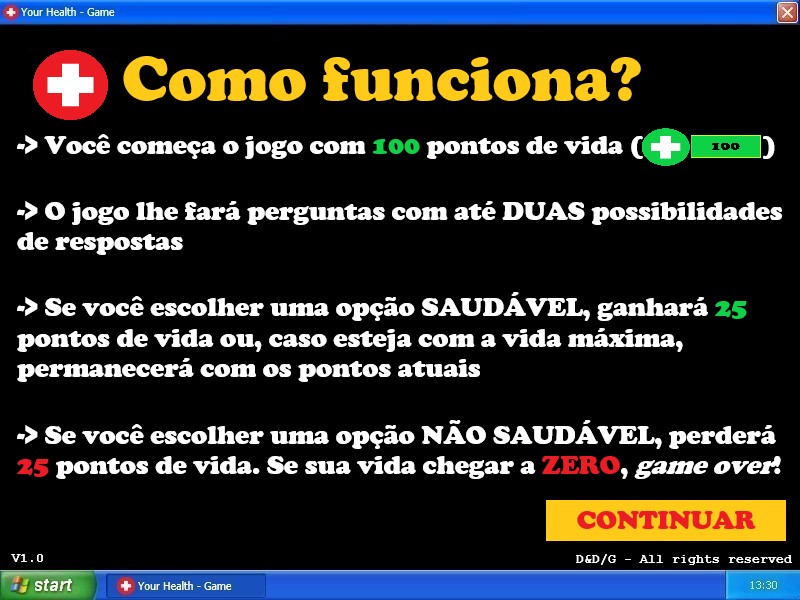 Your Health - Game
Como funciona?
-> Você começa o jogo com 100 pontos de vida ( 100 )
-> O jogo lhe fará perguntas com até DUAS possibilidades
de respostas
-> Se você escolher uma opção SAUDÁVEL, ganhará 25
pontos de vida ou, caso esteja com a vida máxima,
permanecerá com os pontos atuais
-> Se você escolher uma opção NÃO SAUDÁVEL, perderá
25 pontos de vida. Se sua vida chegar a ZERO, game over!
CONTINUAR
V1.0
D&D/G - All rights reserved
start
Your Health - Game
13:30